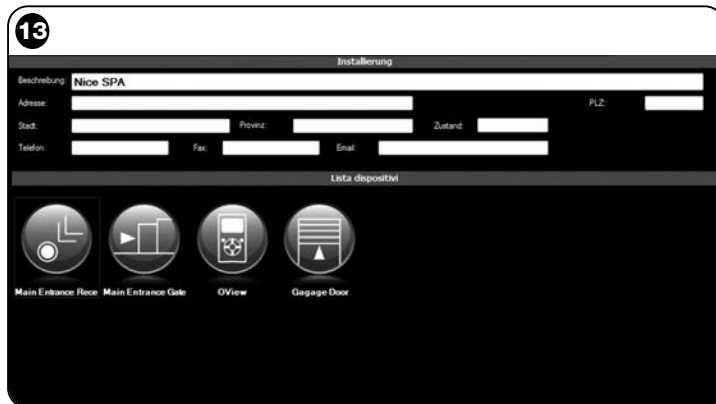 13
Installierung
Beschreibung: Nice SPA
Adresse: PLZ:
Stadt: Provinz: Zustand:
Telefon: Fax: Email:
Lista dispositivi
Main Entrance Rece Main Entrance Gate OView Gagage Door